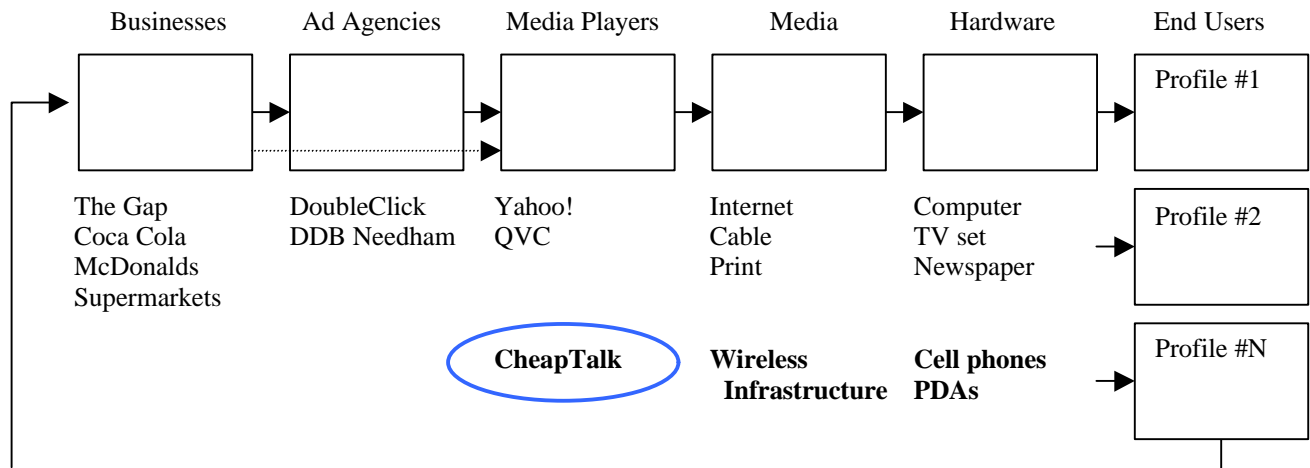 Businesses Ad Agencies Media Players Media Hardware End Users
Profile #1
The Gap DoubleClick Yahoo! Internet Computer Profile #2
Coca Cola DDB Needham QVC Cable TV set
McDonalds Print Newspaper
Supermarkets
CheapTalk Wireless Cell phones Profile #N
Infrastructure PDAs